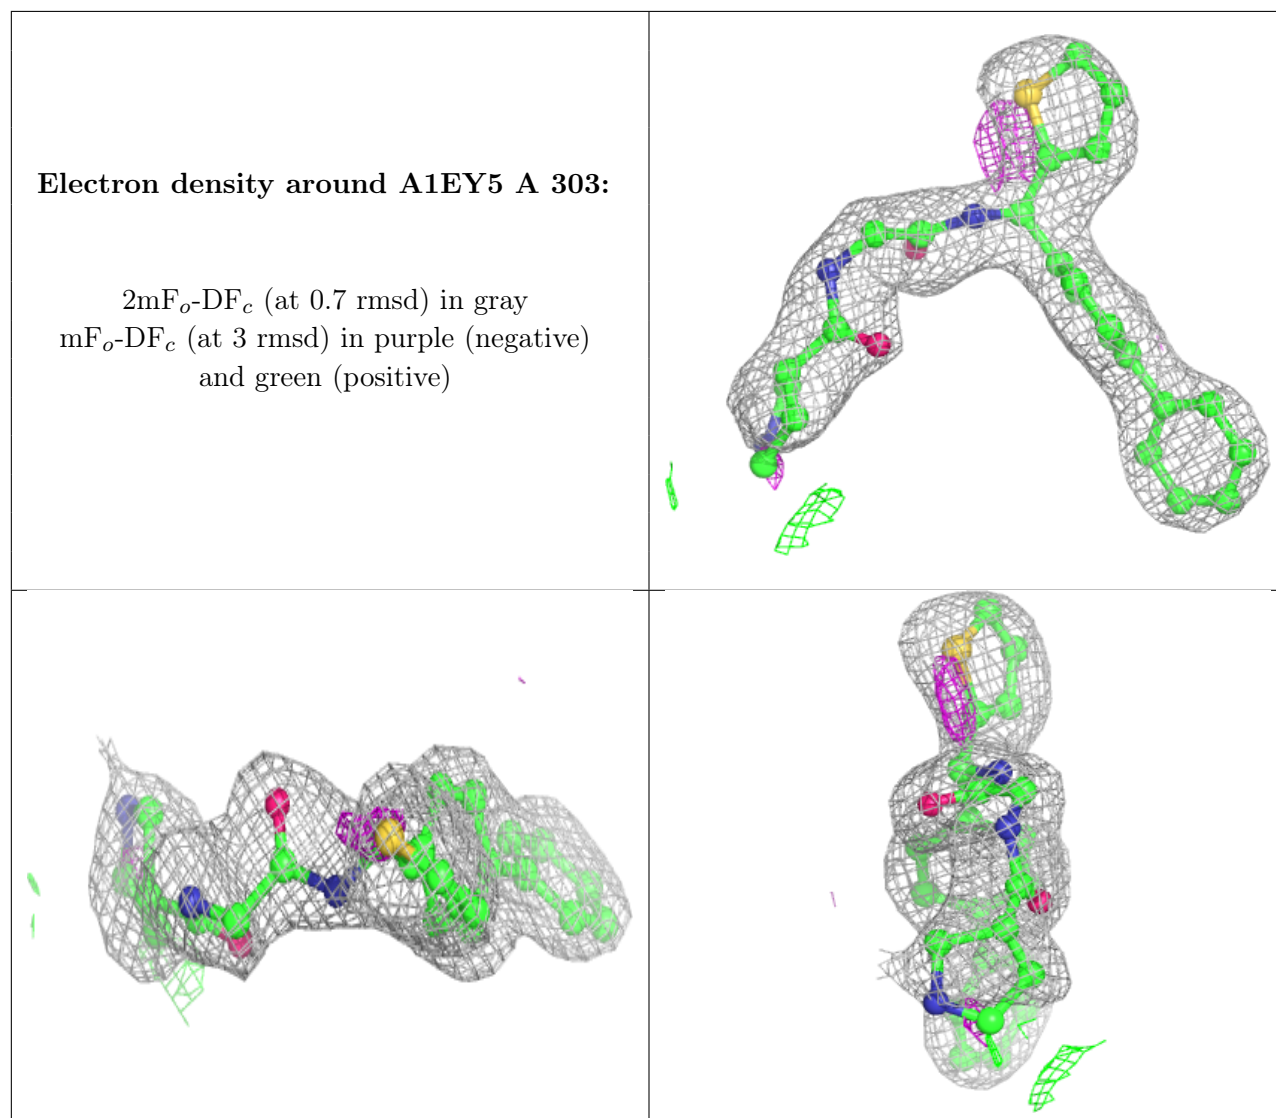 Electron density around A1EY5 A 303:
2mFo-DFc (at 0.7 rmsd) in gray
mFo-DFc (at 3 rmsd) in purple (negative)
and green (positive)